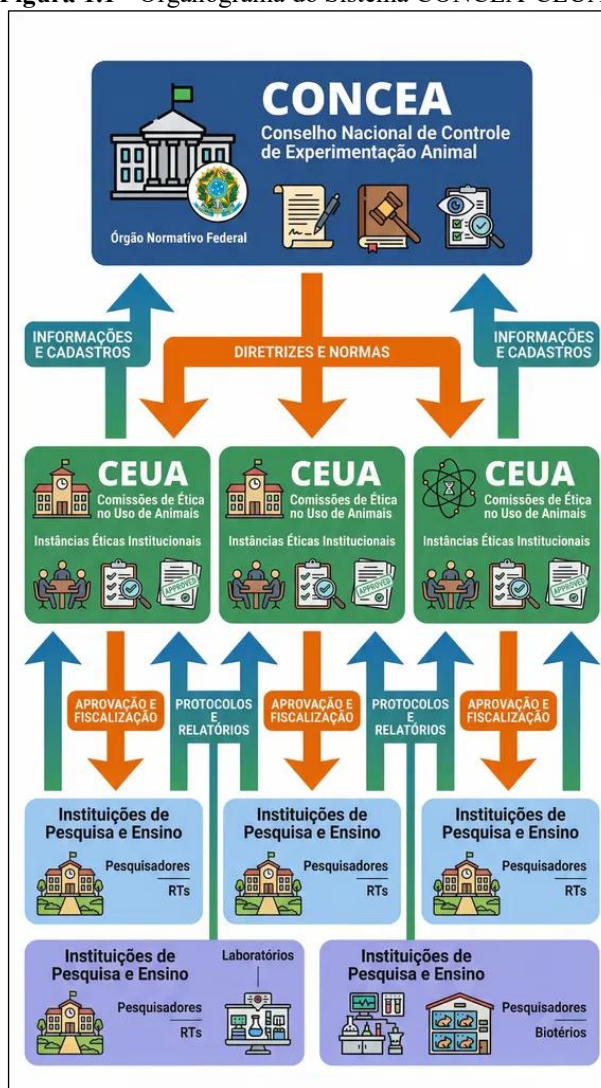 Figura 1.1 - Organograma do Sistema CONCEA-CEUA
CONCEA
Conselho Nacional de Controle
de Experimentação Animal
Órgão Normativo Federal
INFORMAÇÕES
E CADASTROS
DIRETRIZES E NORMAS
INFORMAÇÕES
E CADASTROS
CEUA
Comissões de Ética
no Uso de Animais
Instâncias Éticas Institucionais
APPROVED
CEUA
Comissões de Ética
no Uso de Animais
Instâncias Éticas Institucionais
APPROVED
CEUA
Comissões de Ética
no Uso de Animais
Instâncias Éticas Institucionais
APPROVED
APROVAÇÃO E
FISCALIZAÇÃO
PROTOCOLOS
E
RELATÓRIOS
APROVAÇÃO E
FISCALIZAÇÃO
PROTOCOLOS
E
RELATÓRIOS
APROVAÇÃO E
FISCALIZAÇÃO
Instituições de
Pesquisa e Ensino
Pesquisadores
RTs
Instituições de
Pesquisa e Ensino
Pesquisadores
RTs
Instituições de
Pesquisa e Ensino
Pesquisadores
RTs
Instituições de
Pesquisa e Ensino
Pesquisadores
RTs
Laboratórios
Instituições de
Pesquisa e Ensino
Pesquisadores
Biotérios